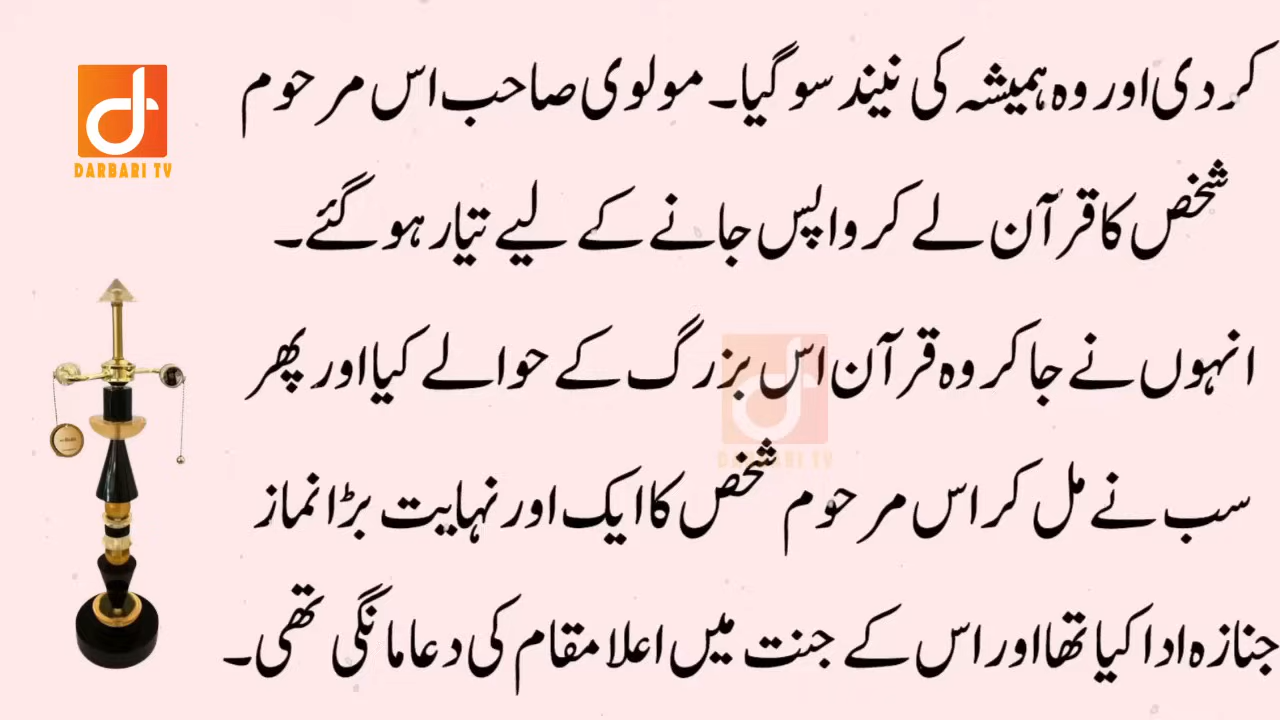 کر دی اور وہ ہمیشہ کی نیند سو گیا۔ مولوی صاحب اس مرحوم
شخص کا قرآن لے کر واپس جانے کے لیے تیار ہو گئے۔
انہوں نے جا کر وہ قرآن اس بزرگ کے حوالے کیا اور پھر
سب نے مل کر اس مرحوم شخص کا ایک اور نہایت بڑا نماز
جنازہ ادا کیا تھا اور اس کے جنت میں اعلا مقام کی دعا مانگی تھی۔
DARBARI TV
DARBARI TV